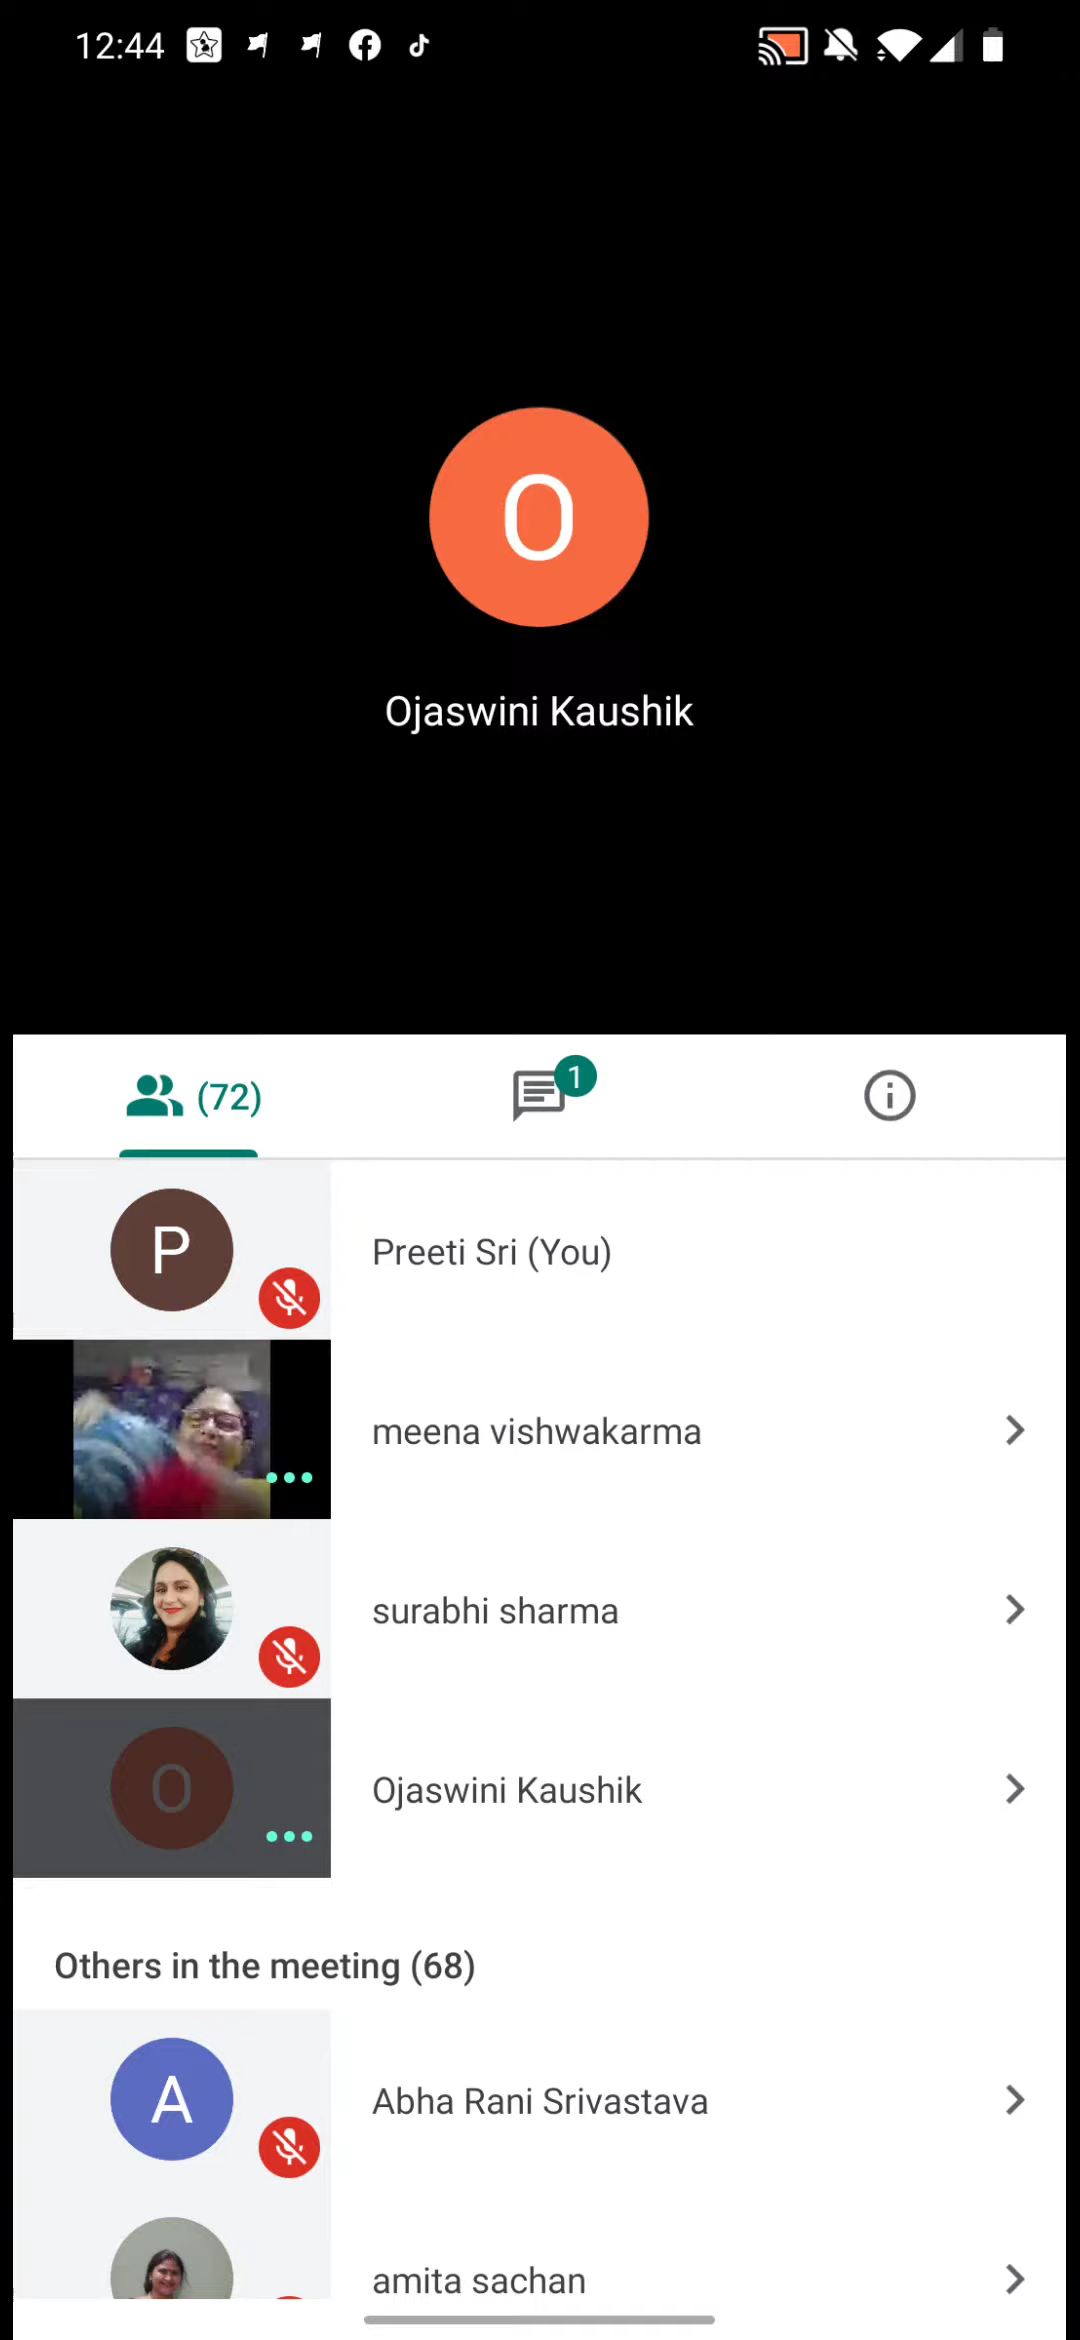 12:44
O
Ojaswini Kaushik
(72)
1
P
Preeti Sri (You)
meena vishwakarma
surabhi sharma
O
Ojaswini Kaushik
Others in the meeting (68)
A
Abha Rani Srivastava
amita sachan